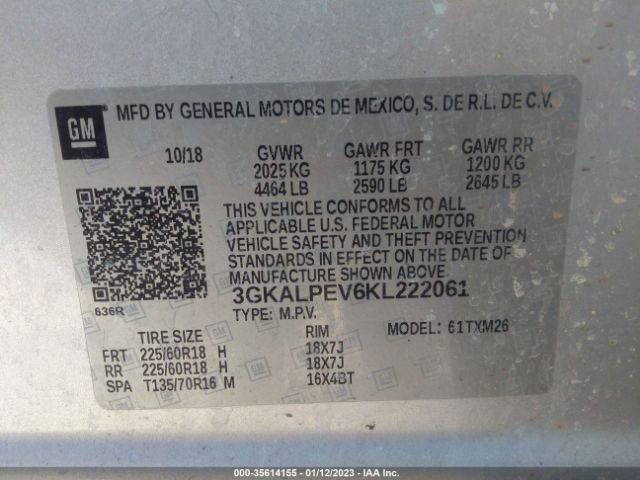 GM MFD BY GENERAL MOTORS DE MEXICO, S. DE R.L. DE C.V.
10/18 GVWR GAWR FRT GAWR RR
2025 KG 1175 KG 1200 KG
4464 LB 2590 LB 2645 LB
THIS VEHICLE CONFORMS TO ALL
APPLICABLE U.S. FEDERAL MOTOR
VEHICLE SAFETY AND THEFT PREVENTION
STANDARDS IN EFFECT ON THE DATE OF
MANUFACTURE SHOWN ABOVE.
3GKALPEV6KL222061
636R TYPE: M.P.V. MODEL: 61TXM26
TIRE SIZE RIM
FRT 225/60R18 H 18X7J
RR 225/60R18 H 18X7J
SPA T135/70R16 M 16X4BT
000-35614155 - 01/12/2023 - IAA Inc.